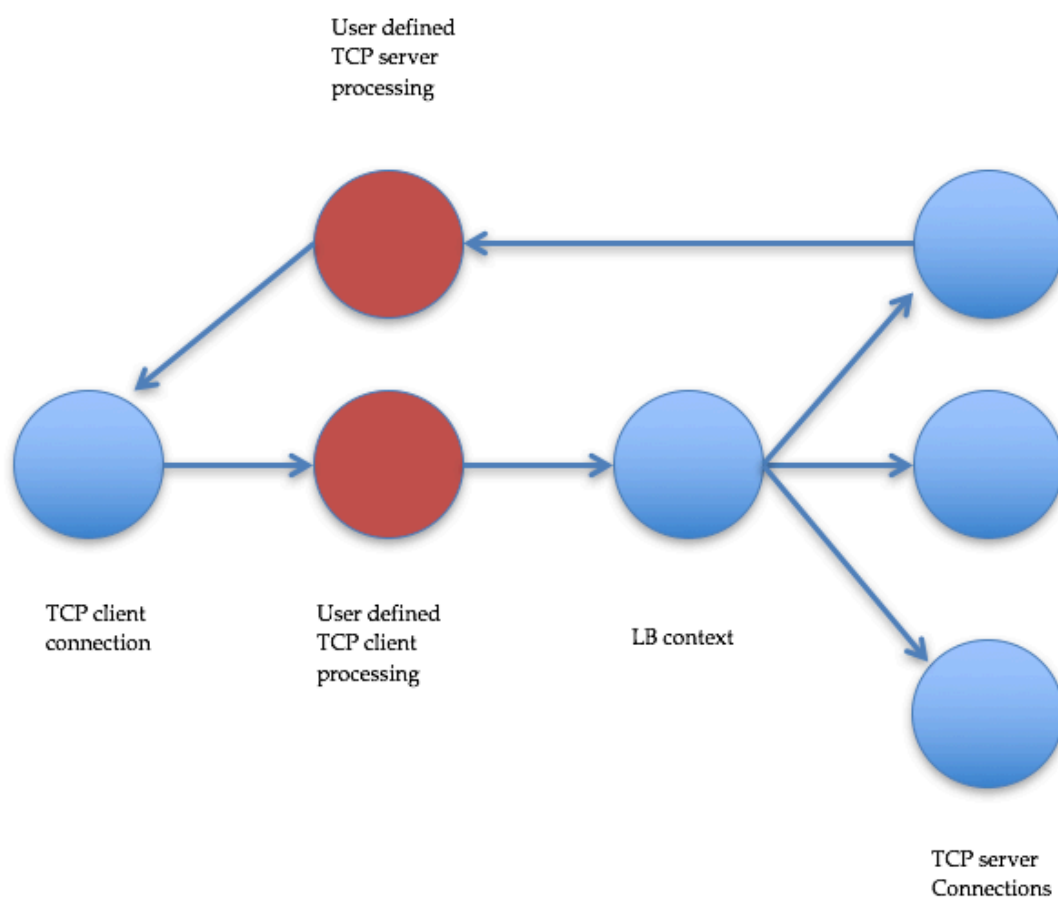 User defined
TCP server
processing
TCP client
connection
User defined
TCP client
processing
LB context
TCP server
Connections